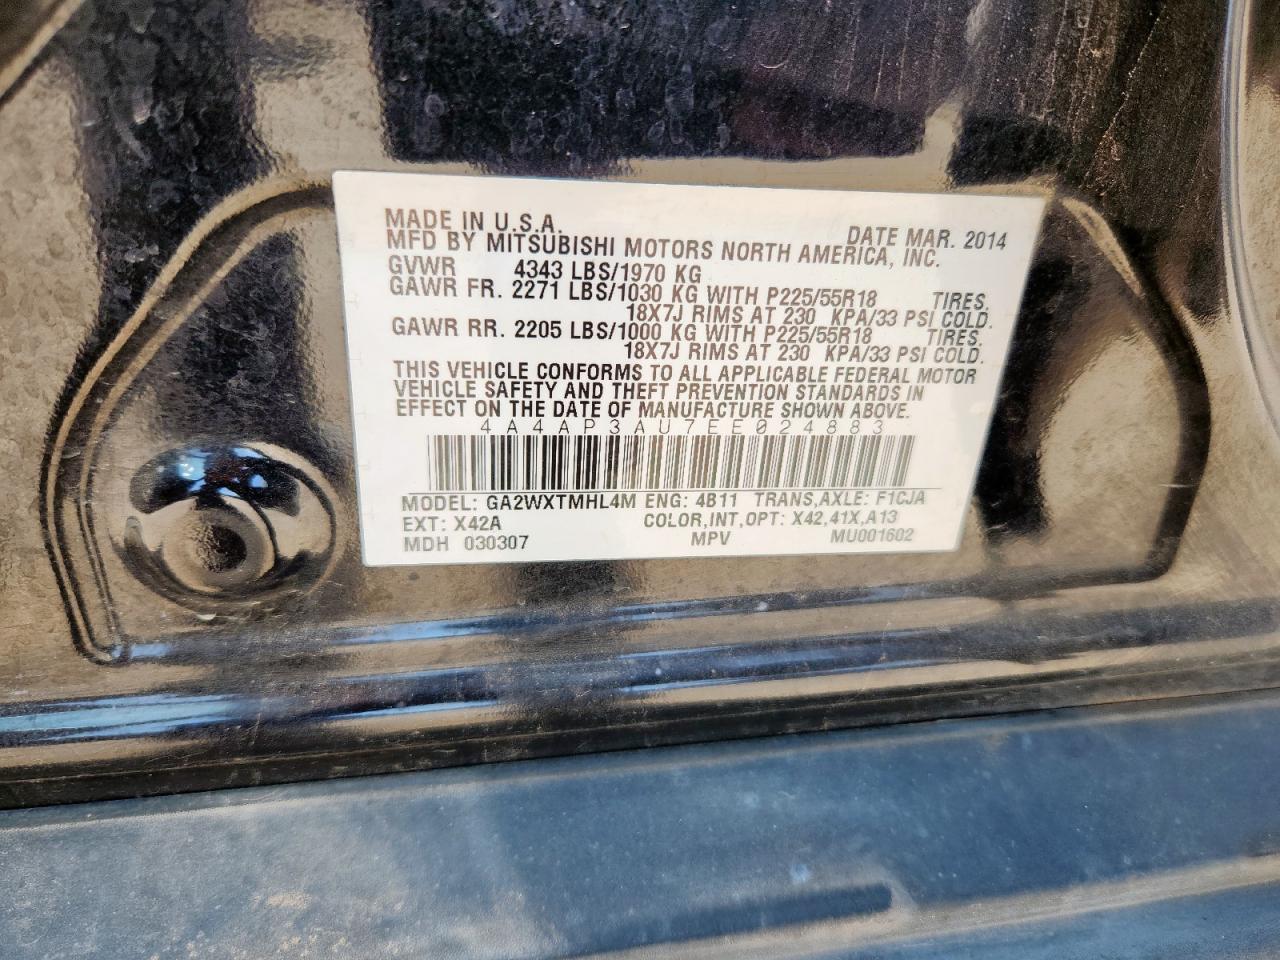 MADE IN U.S.A. DATE MAR. 2014
MFD BY MITSUBISHI MOTORS NORTH AMERICA, INC.
GVWR 4343 LBS/1970 KG
GAWR FR. 2271 LBS/1030 KG WITH P225/55R18 TIRES.
18X7J RIMS AT 230 KPA/33 PSI COLD.
GAWR RR. 2205 LBS/1000 KG WITH P225/55R18 TIRES.
18X7J RIMS AT 230 KPA/33 PSI COLD.
THIS VEHICLE CONFORMS TO ALL APPLICABLE FEDERAL MOTOR
VEHICLE SAFETY AND THEFT PREVENTION STANDARDS IN
EFFECT ON THE DATE OF MANUFACTURE SHOWN ABOVE.
4A4AP3AU7EE024883
MODEL: GA2WXTMHL4M ENG: 4B11 TRANS,AXLE: F1CJA
EXT: X42A COLOR,INT,OPT: X42,41X,A13
MDH 030307 MPV MU001602